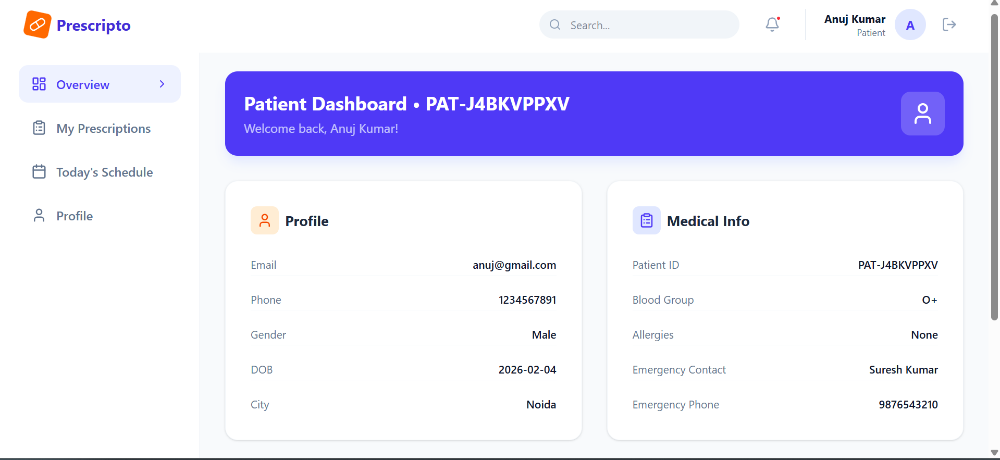 Prescripto
Search...
Anuj Kumar
Patient
A
Overview
My Prescriptions
Today's Schedule
Profile
Patient Dashboard • PAT-J4BKVPPXV
Welcome back, Anuj Kumar!
Profile
Email anuj@gmail.com
Phone 1234567891
Gender Male
DOB 2026-02-04
City Noida
Medical Info
Patient ID PAT-J4BKVPPXV
Blood Group O+
Allergies None
Emergency Contact Suresh Kumar
Emergency Phone 9876543210